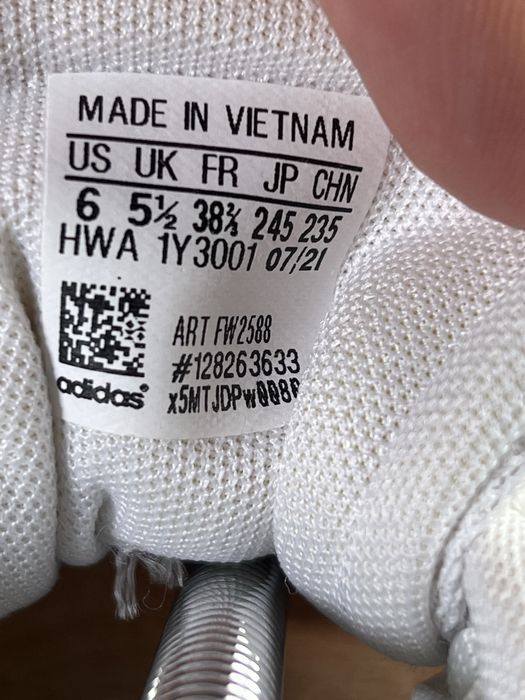 MADE IN VIETNAM
US UK FR JP CHN
6 5½ 38⅔ 245 235
HWA 1Y3001 07/21
ART FW2588
#128263633
x5MTJDPw0088
adidas®